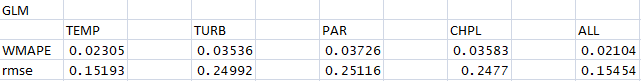 GLM
TEMP TURB PAR CHPL ALL
WMAPE 0.02305 0.03536 0.03726 0.03583 0.02104
rmse 0.15193 0.24992 0.25116 0.2477 0.15454